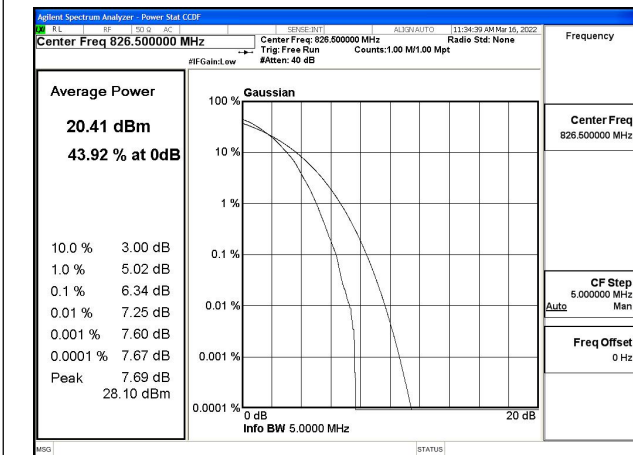 Agilent Spectrum Analyzer - Power Stat CCDF
RL RF 50 Ω AC SENSE:INT ALIGN AUTO 11:34:39 AM Mar 16, 2022
Center Freq 826.500000 MHz
Center Freq: 826.500000 MHz Radio Std: None
Trig: Free Run Counts:1.00 M/1.00 Mpt
#IFGain:Low #Atten: 40 dB
Average Power
20.41 dBm
43.92 % at 0dB
10.0 % 3.00 dB
1.0 % 5.02 dB
0.1 % 6.34 dB
0.01 % 7.25 dB
0.001 % 7.60 dB
0.0001 % 7.67 dB
Peak 7.69 dB
28.10 dBm
Gaussian
100 %
10 %
1 %
0.1 %
0.01 %
0.001 %
0.0001 %
0 dB 20 dB
Info BW 5.0000 MHz
Frequency
Center Freq
826.500000 MHz
CF Step
5.000000 MHz
Auto Man
Freq Offset
0 Hz
MSG STATUS